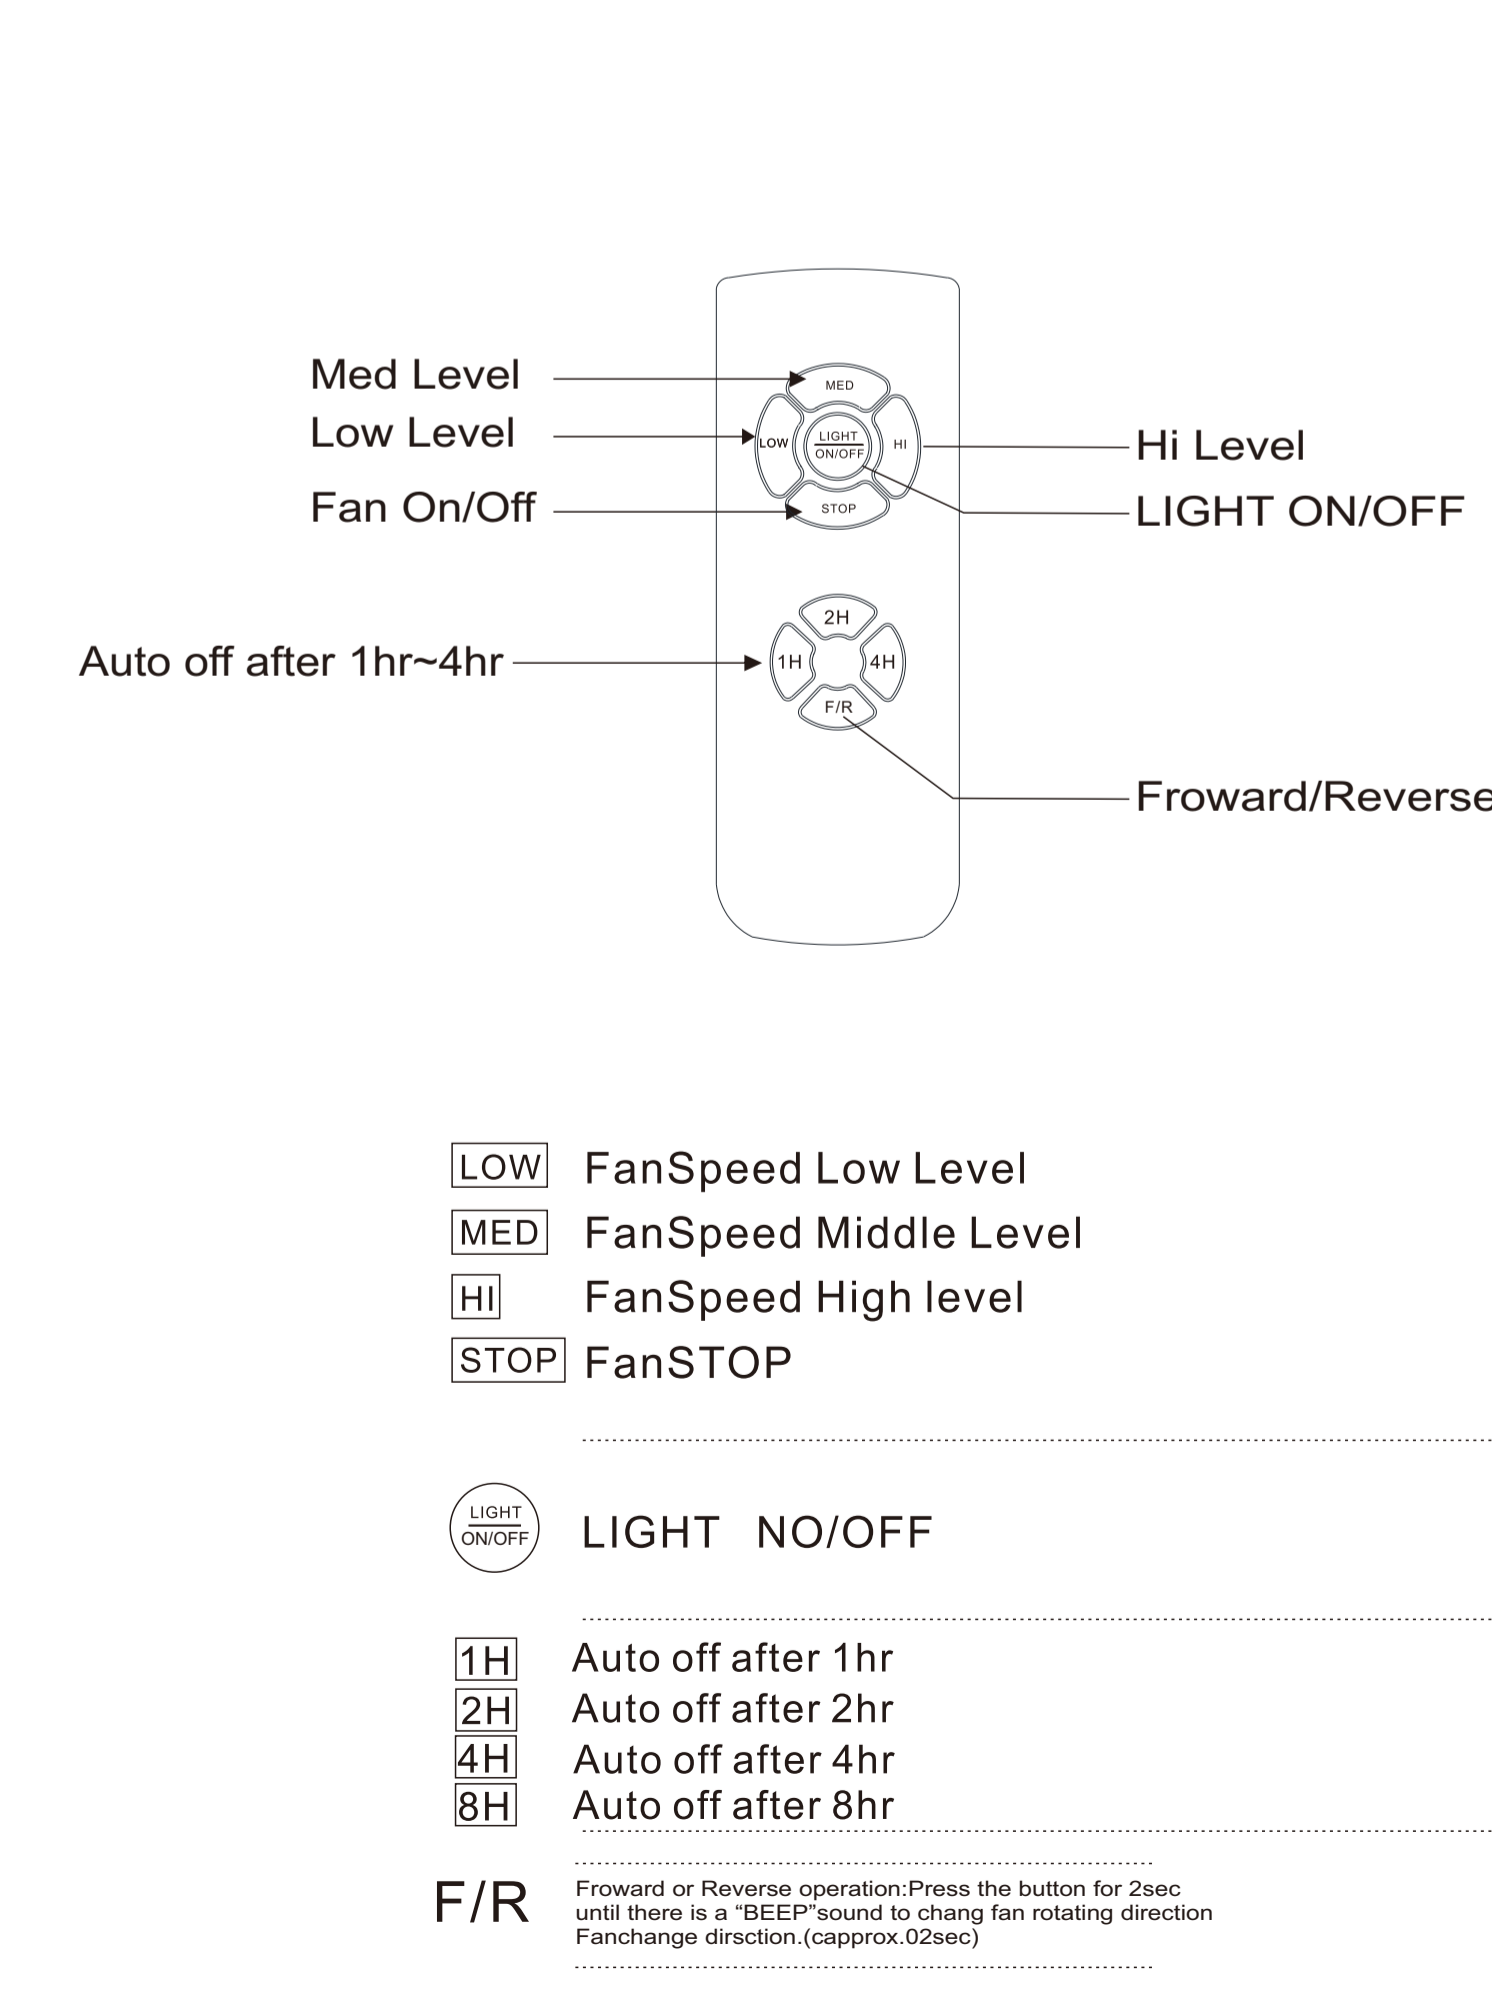 Med Level
MED
Low Level
LOW
LIGHT
ON/OFF
HI
Hi Level
Fan On/Off
STOP
LIGHT ON/OFF
2H
Auto off after 1hr~4hr
1H
4H
F/R
Froward/Reverse
LOW FanSpeed Low Level
MED FanSpeed Middle Level
HI FanSpeed High level
STOP FanSTOP
LIGHT
ON/OFF
LIGHT NO/OFF
1H Auto off after 1hr
2H Auto off after 2hr
4H Auto off after 4hr
8H Auto off after 8hr
F/R
Froward or Reverse operation:Press the button for 2sec
until there is a “BEEP”sound to chang fan rotating direction
Fanchange dirsction.(capprox.02sec)